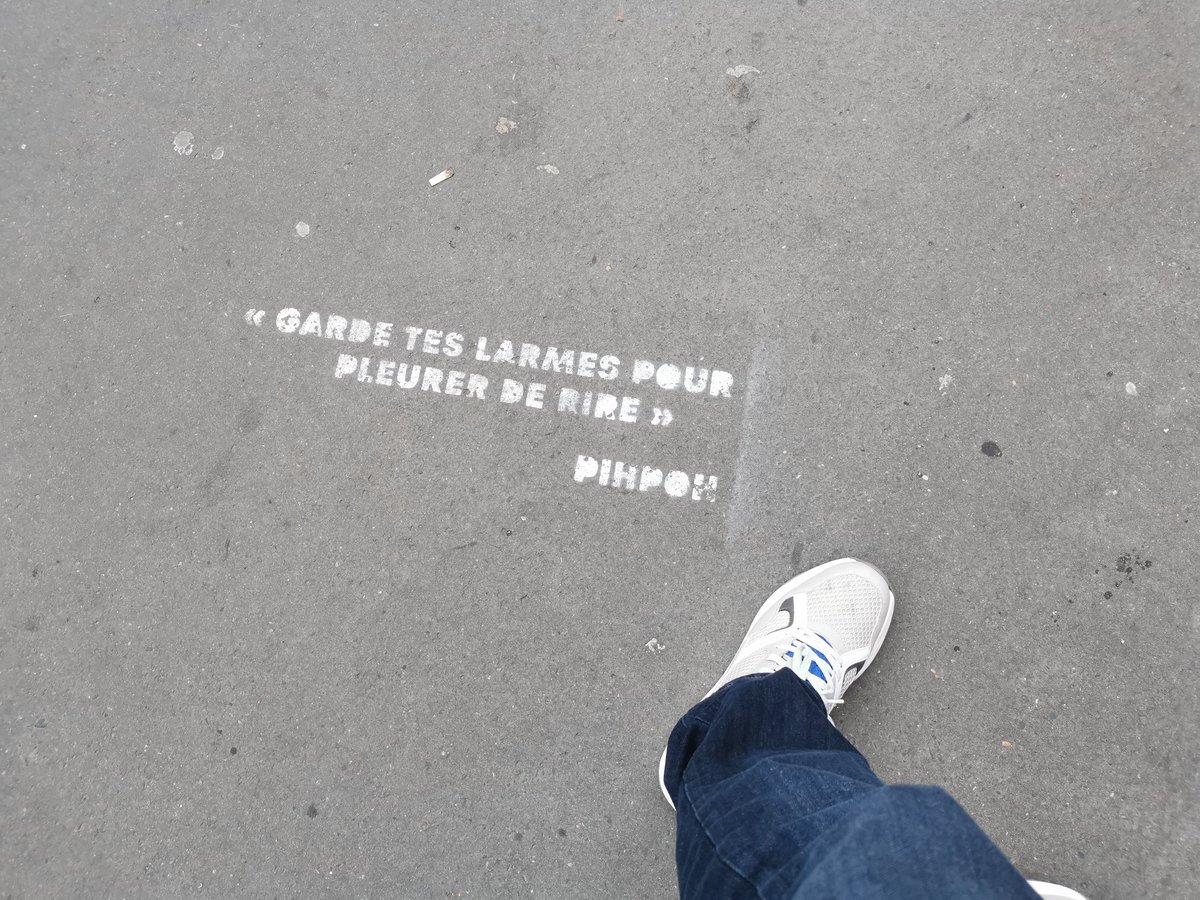 « GARDE TES LARMES POUR
PLEURER DE RIRE »
PIHPOH